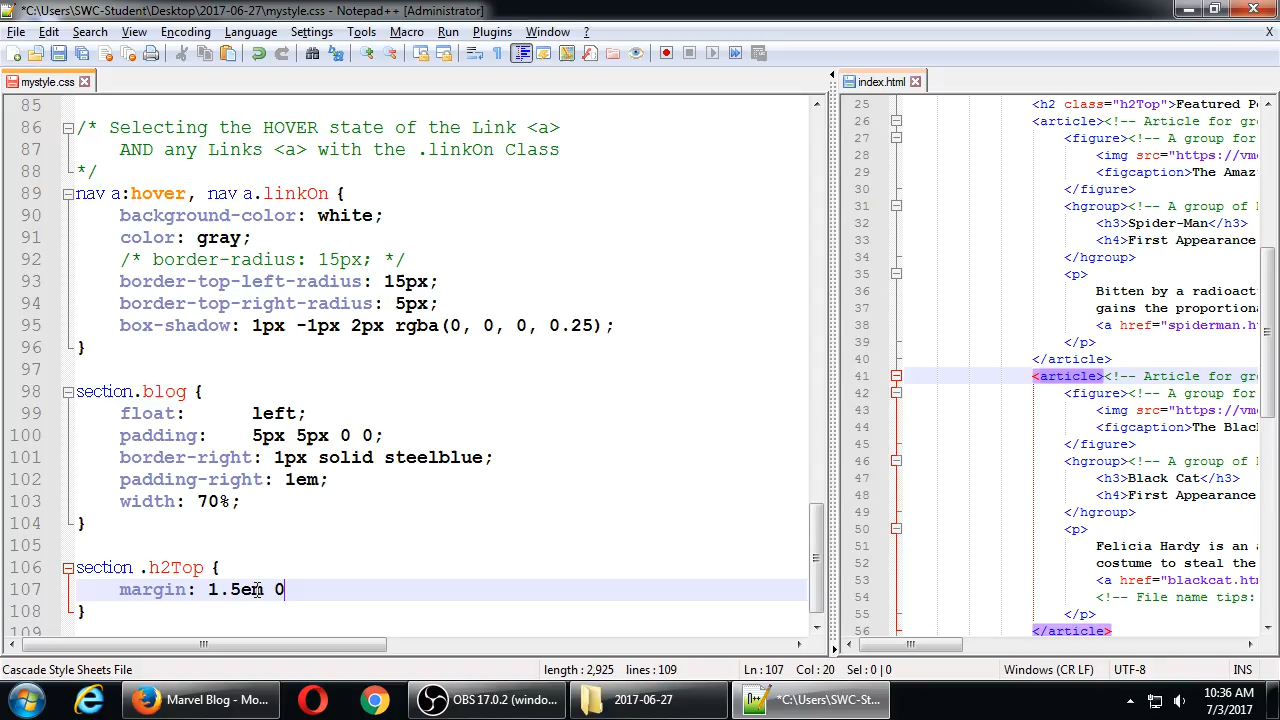 *C:\Users\SWC-Student\Desktop\2017-06-27\mystyle.css - Notepad++ [Administrator]
File Edit Search View Encoding Language Settings Tools Macro Run Plugins Window ? X
mystyle.css
index.html
85
86 /* Selecting the HOVER state of the Link <a>
87 AND any Links <a> with the .linkOn Class
88 */
89 nav a:hover, nav a.linkOn {
90 background-color: white;
91 color: gray;
92 /* border-radius: 15px; */
93 border-top-left-radius: 15px;
94 border-top-right-radius: 5px;
95 box-shadow: 1px -1px 2px rgba(0, 0, 0, 0.25);
96 }
97
98 section.blog {
99 float: left;
100 padding: 5px 5px 0 0;
101 border-right: 1px solid steelblue;
102 padding-right: 1em;
103 width: 70%;
104 }
105
106 section .h2Top {
107 margin: 1.5em 0
108 }
109
25 <h2 class="h2Top">Featured P
26 <article><!-- Article for gr
27 <figure><!-- A group for
28 <img src="https://vm
29 <figcaption>The Amaz
30 </figure>
31 <hgroup><!-- A group of
32 <h3>Spider-Man</h3>
33 <h4>First Appearance
34 </hgroup>
35 <p>
36 Bitten by a radioact
37 gains the proportiona
38 <a href="spiderman.h
39 </p>
40 </article>
41 <article><!-- Article for gr
42 <figure><!-- A group for
43 <img src="https://vm
44 <figcaption>The Blac
45 </figure>
46 <hgroup><!-- A group of
47 <h3>Black Cat</h3>
48 <h4>First Appearance
49 </hgroup>
50 <p>
51 Felicia Hardy is an
52 costume to steal the
53 <a href="blackcat.h
54 <!-- File name tips:
55 </p>
56 </article>
Cascade Style Sheets File length : 2,925 lines : 109 Ln : 107 Col : 20 Sel : 0 | 0 Windows (CR LF) UTF-8 INS
Marvel Blog - Mo... OBS 17.0.2 (windo... 2017-06-27 *C:\Users\SWC-St... 10:36 AM
7/3/2017